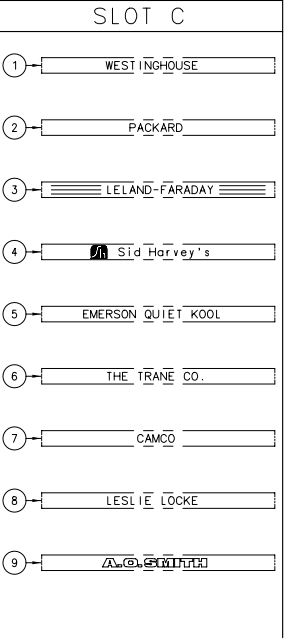 SLOT C
1 WESTINGHOUSE
2 PACKARD
3 LELAND-FARADAY
4 Sh Sid Harvey's
5 EMERSON QUIET KOOL
6 THE TRANE CO.
7 CAMCO
8 LESLIE LOCKE
9 A.O.SMITH